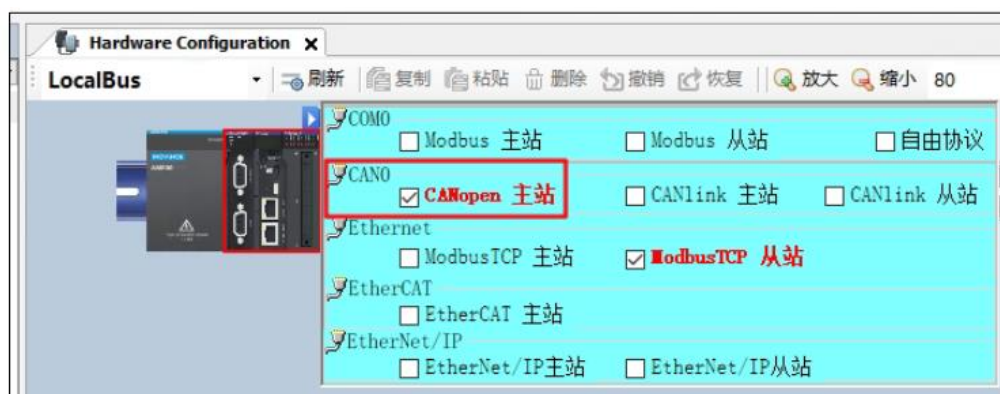 Hardware Configuration
LocalBus 刷新 复制 粘贴 删除 撤销 恢复 放大 缩小 80
COM0
Modbus 主站 Modbus 从站 自由协议
CAN0
CANopen 主站 CANlink 主站 CANlink 从站
Ethernet
ModbusTCP 主站 ModbusTCP 从站
EtherCAT
EtherCAT 主站
EtherNet/IP
EtherNet/IP主站 EtherNet/IP从站